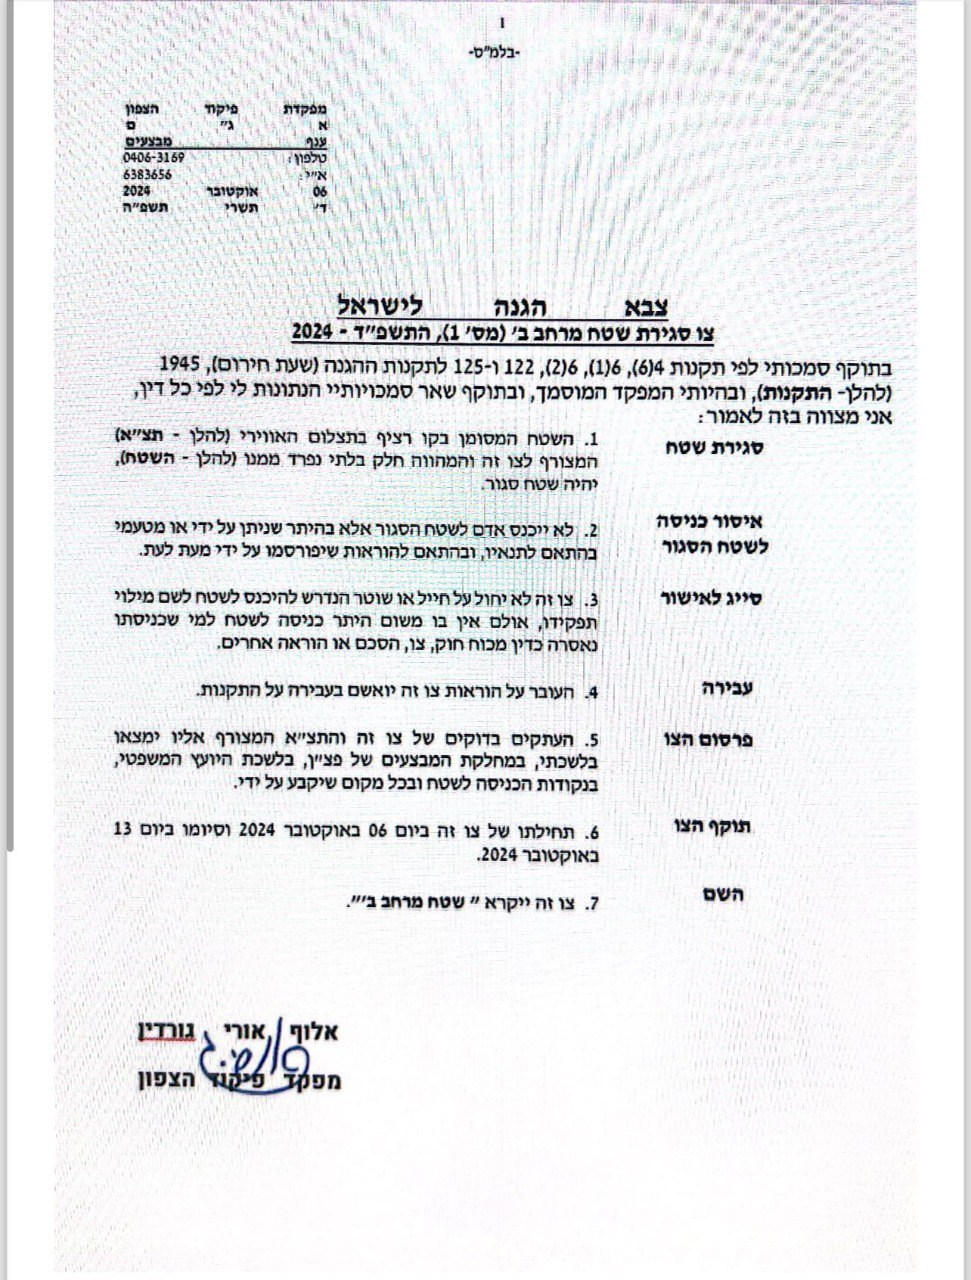 1
-בלמ"ס-
מפקדת פיקוד הצפון
א ג" ם
ענף מבצעים
טלפון: 0406-3169
א"י: 6383656
06 אוקטובר 2024
ד' תשרי תשפ"ה
צבא הגנה לישראל
צו סגירת שטח מרחב ב' (מס' 1), התשפ"ד - 2024
בתוקף סמכותי לפי תקנות 4(6), 6(1), 6(2), 122 ו-125 לתקנות ההגנה (שעת חירום), 1945
(להלן- התקנות), ובהיותי המפקד המוסמך, ובתוקף שאר סמכויותיי הנתונות לי לפי כל דין,
אני מצווה בזה לאמור:
סגירת שטח
1. השטח המסומן בקו רציף בתצלום האווירי (להלן - תצ"א)
המצורף לצו זה והמהווה חלק בלתי נפרד ממנו (להלן - השטח),
יהיה שטח סגור.
איסור כניסה
לשטח הסגור
2. לא ייכנס אדם לשטח הסגור אלא בהיתר שניתן על ידי או מטעמי
בהתאם לתנאיו, ובהתאם להוראות שיפורסמו על ידי מעת לעת.
סייג לאישור
3. צו זה לא יחול על חייל או שוטר הנדרש להיכנס לשטח לשם מילוי
תפקידו, אולם אין בו משום היתר כניסה לשטח למי שכניסתו
נאסרה כדין מכוח חוק, צו, הסכם או הוראה אחרים.
עבירה
4. העובר על הוראות צו זה יואשם בעבירה על התקנות.
פרסום הצו
5. העתקים בדוקים של צו זה והתצ"א המצורף אליו ימצאו
בלשכתי, במחלקת המבצעים של פצ"ן, בלשכת היועץ המשפטי,
בנקודות הכניסה לשטח ובכל מקום שיקבע על ידי.
תוקף הצו
6. תחילתו של צו זה ביום 06 באוקטובר 2024 וסיומו ביום 13
באוקטובר 2024.
השם
7. צו זה ייקרא " שטח מרחב ב'".
אלוף אורי גורדין
מפקד פיקוד הצפון